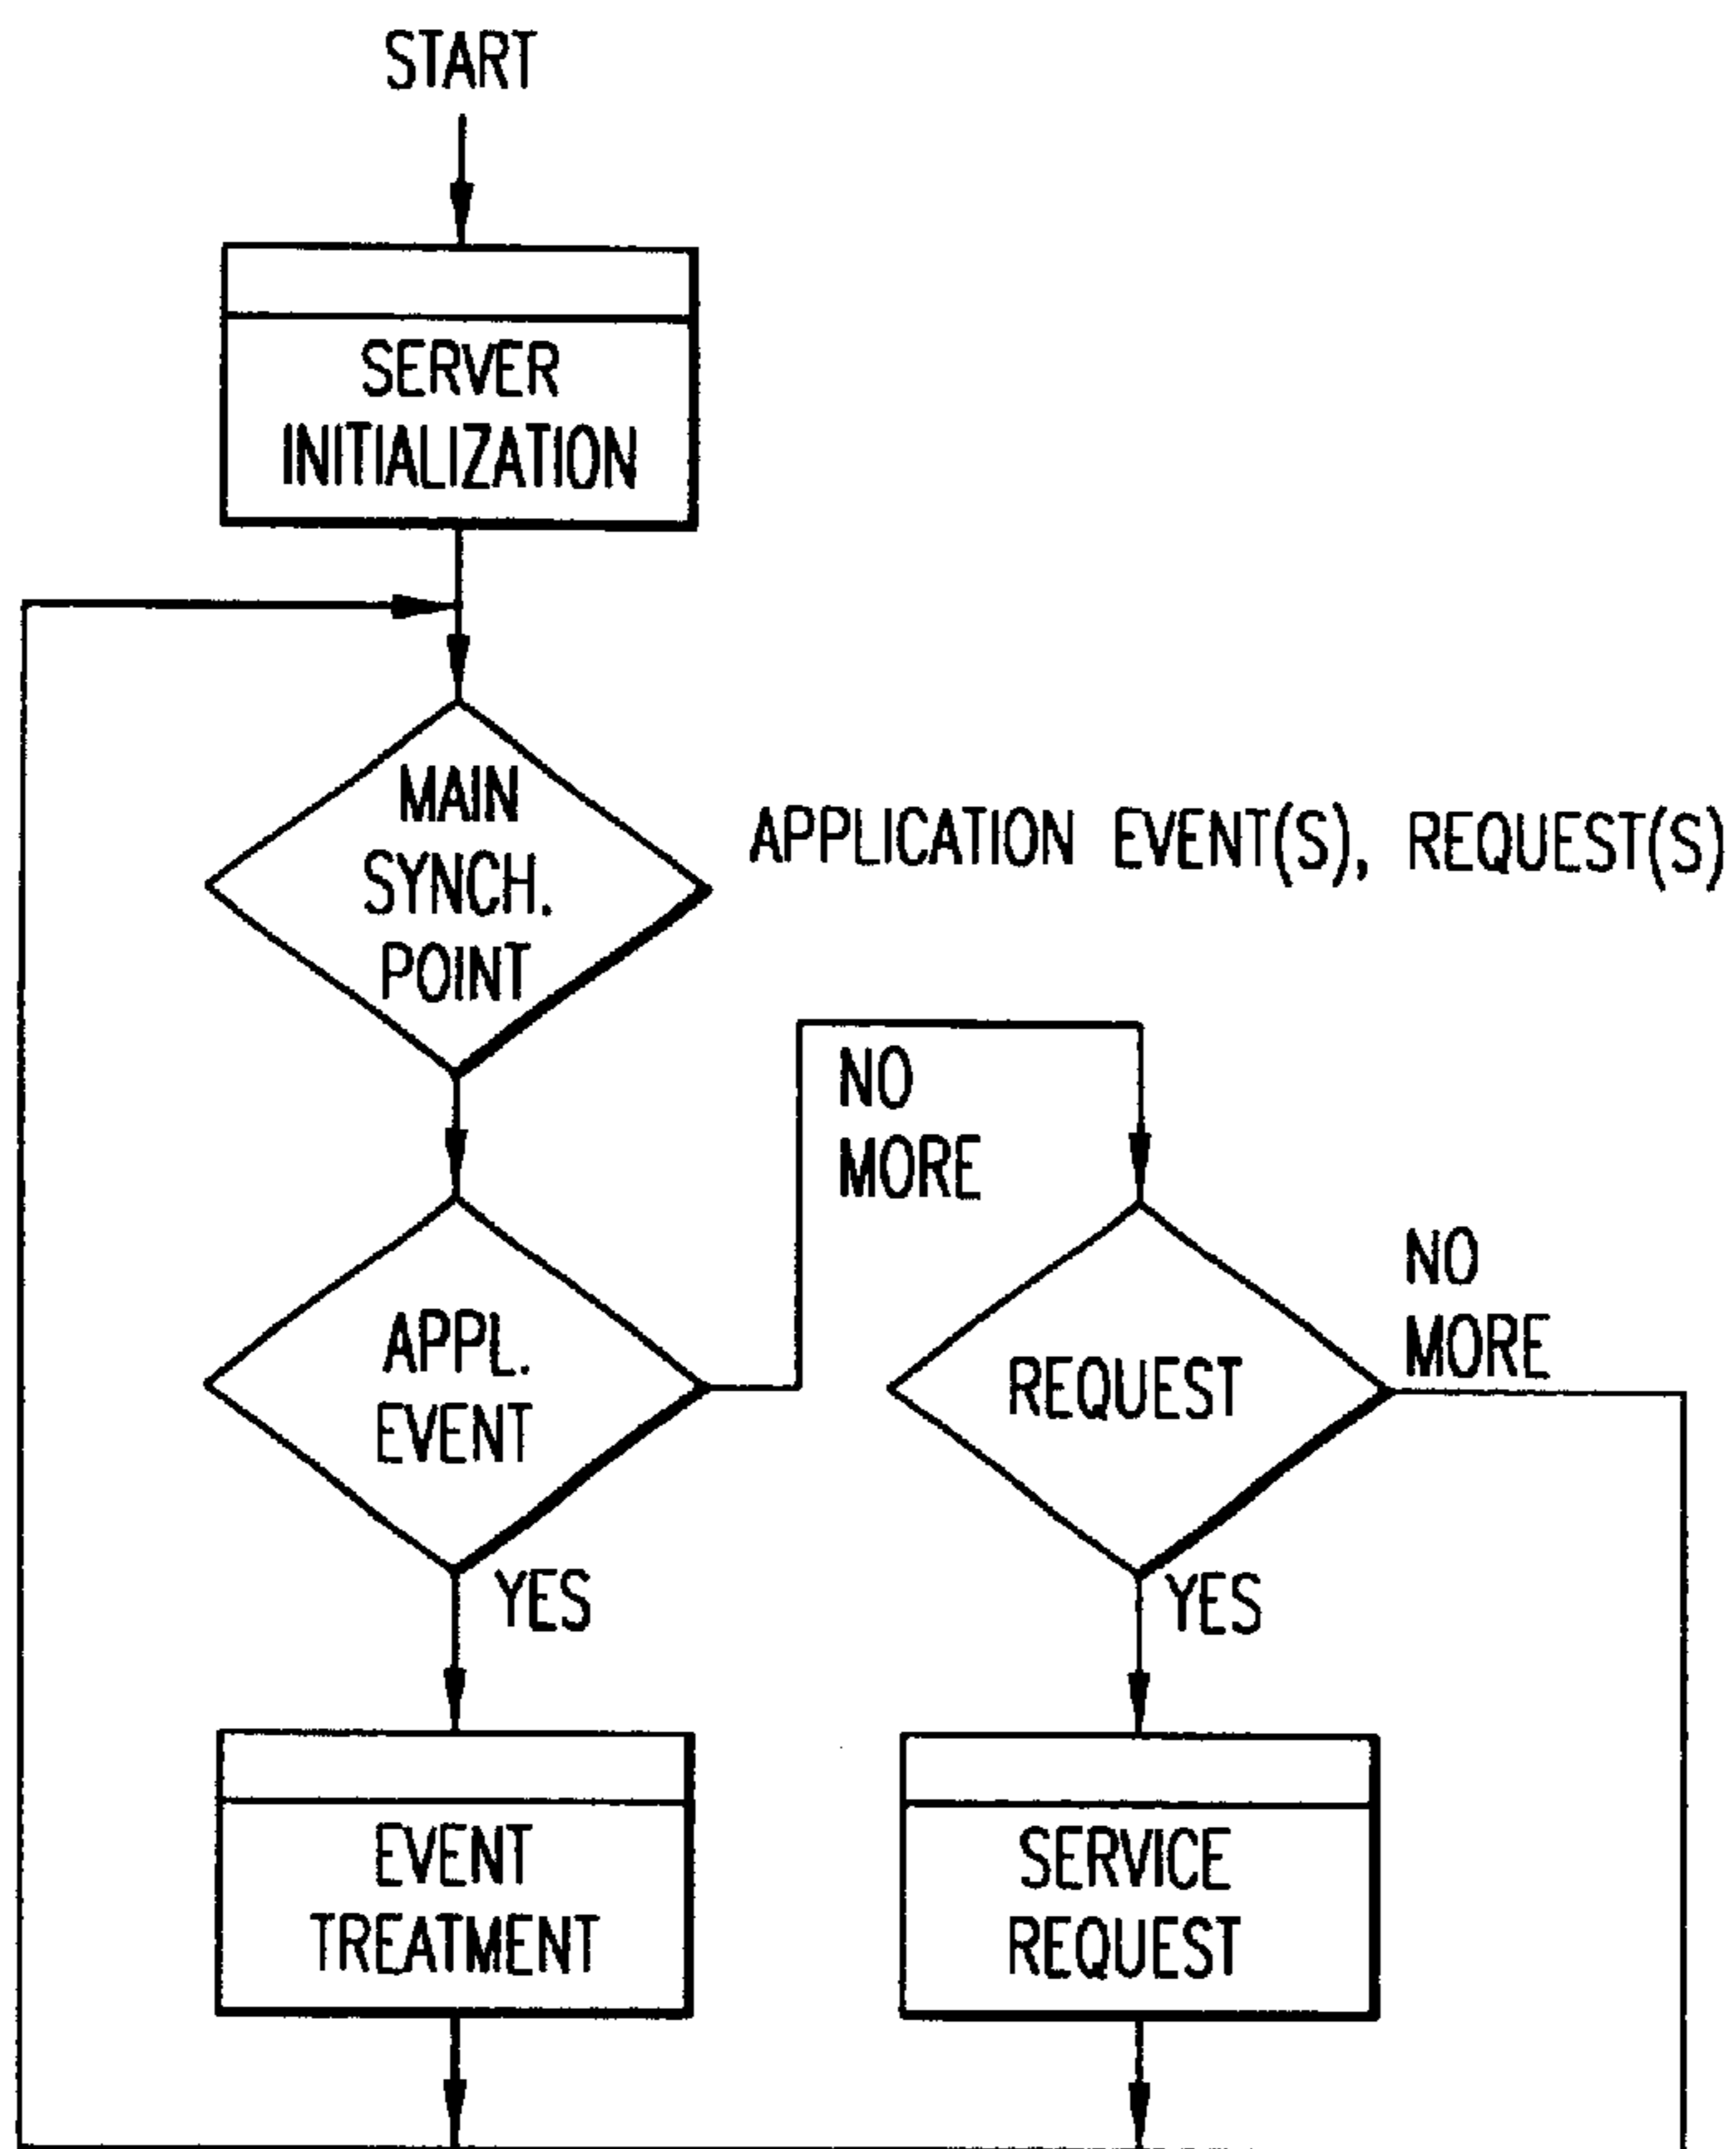 START
SERVER
INITIALIZATION
MAIN
SYNCH.
POINT
APPLICATION EVENT(S), REQUEST(S)
NO
MORE
APPL.
EVENT
REQUEST
NO
MORE
YES
YES
EVENT
TREATMENT
SERVICE
REQUEST